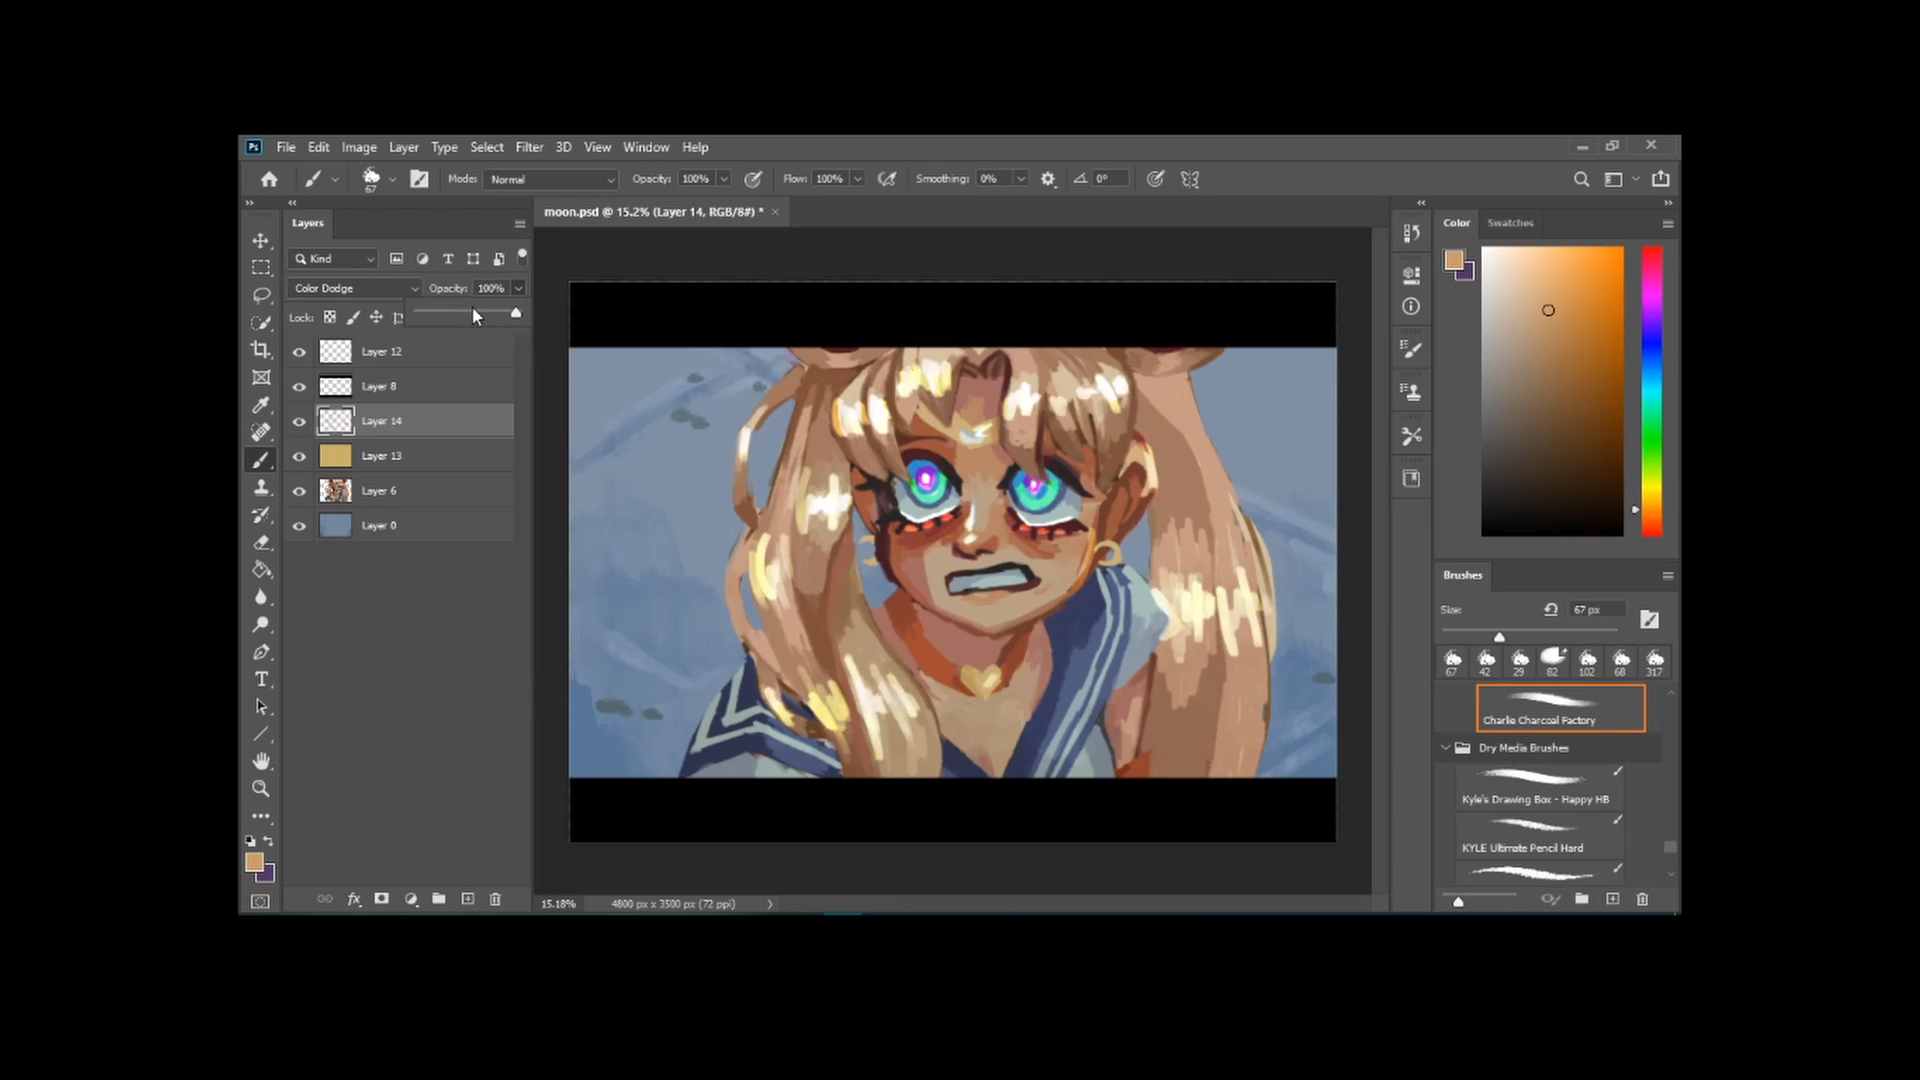 Ps File Edit Image Layer Type Select Filter 3D View Window Help
67 Mode: Normal Opacity: 100% Flow: 100% Smoothing: 0% 0°
Layers
moon.psd @ 15.2% (Layer 14, RGB/8#) *
Color Swatches
Kind
Color Dodge Opacity: 100%
Lock:
Layer 12
Layer 8
Layer 14
Layer 13
Layer 6
Layer 0
Brushes
Size: 67 px
67 42 29 82 102 68 317
Charlie Charcoal Factory
Dry Media Brushes
Kyle's Drawing Box - Happy HB
KYLE Ultimate Pencil Hard
fx
15.18% 4800 px x 3500 px (72 ppi)